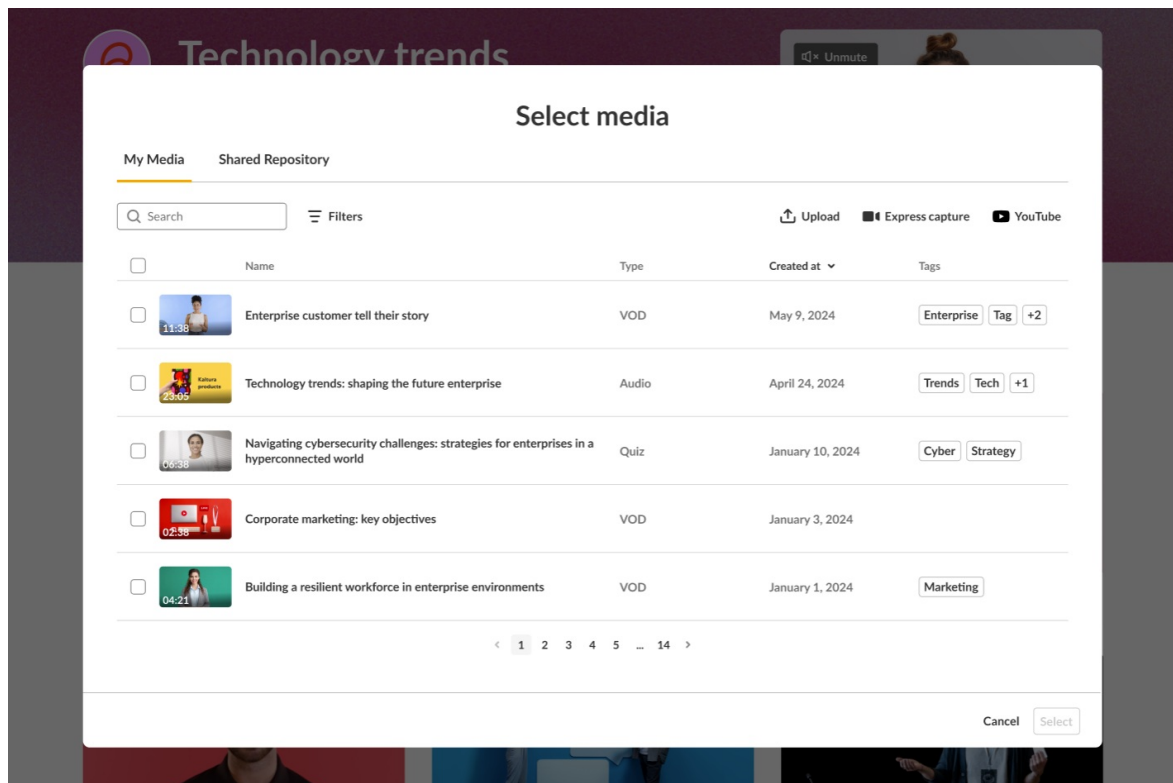 Technology trends
Unmute
Select media
My Media Shared Repository
Search Filters Upload Express capture YouTube
Name Type Created at Tags
11:38 Enterprise customer tell their story VOD May 9, 2024 Enterprise Tag +2
Kaltura
products
23:05 Technology trends: shaping the future enterprise Audio April 24, 2024 Trends Tech +1
06:38 Navigating cybersecurity challenges: strategies for enterprises in a
hyperconnected world Quiz January 10, 2024 Cyber Strategy
02:38 Corporate marketing: key objectives VOD January 3, 2024
04:21 Building a resilient workforce in enterprise environments VOD January 1, 2024 Marketing
< 1 2 3 4 5 ... 14 >
Cancel Select